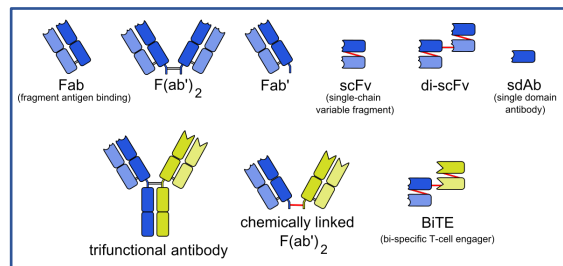 Fab
(fragment antigen binding)
F(ab')2
Fab'
scFv
(single-chain
variable fragment)
di-scFv
sdAb
(single domain
antibody)
trifunctional antibody
chemically linked
F(ab')2
BiTE
(bi-specific T-cell engager)